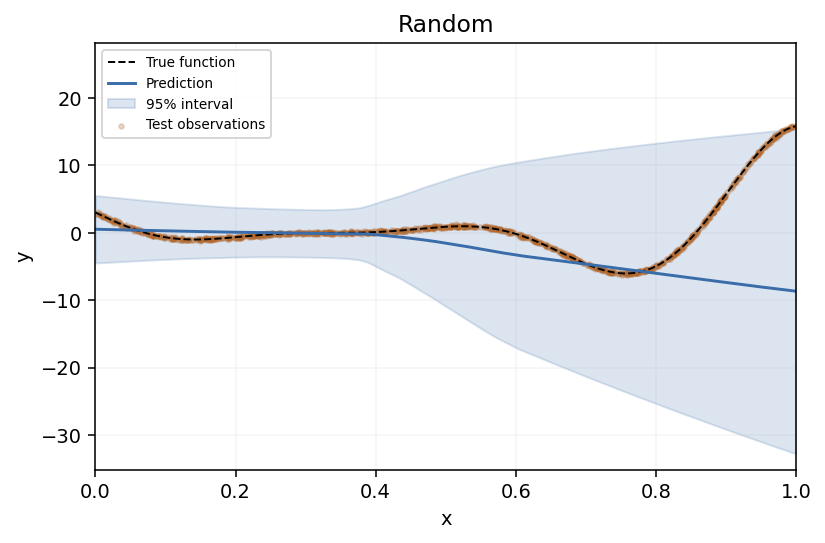 Random
True function
Prediction
95% interval
Test observations
20
10
0
−10
−20
−30
y
0.0 0.2 0.4 0.6 0.8 1.0
x